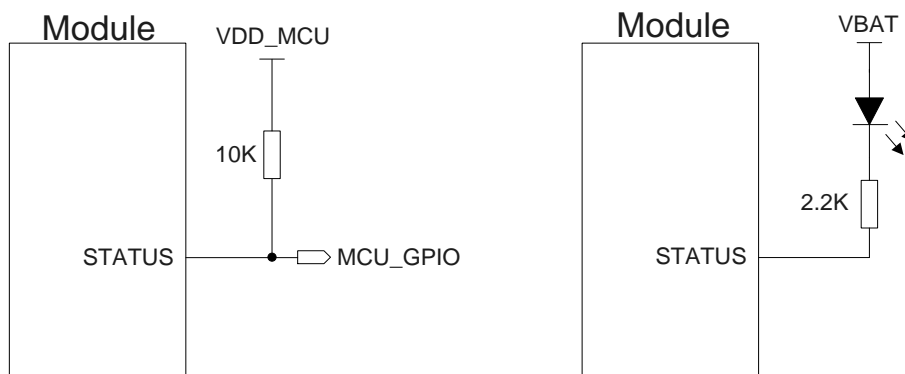 Module
VDD_MCU
10K
STATUS
MCU_GPIO
Module
VBAT
2.2K
STATUS